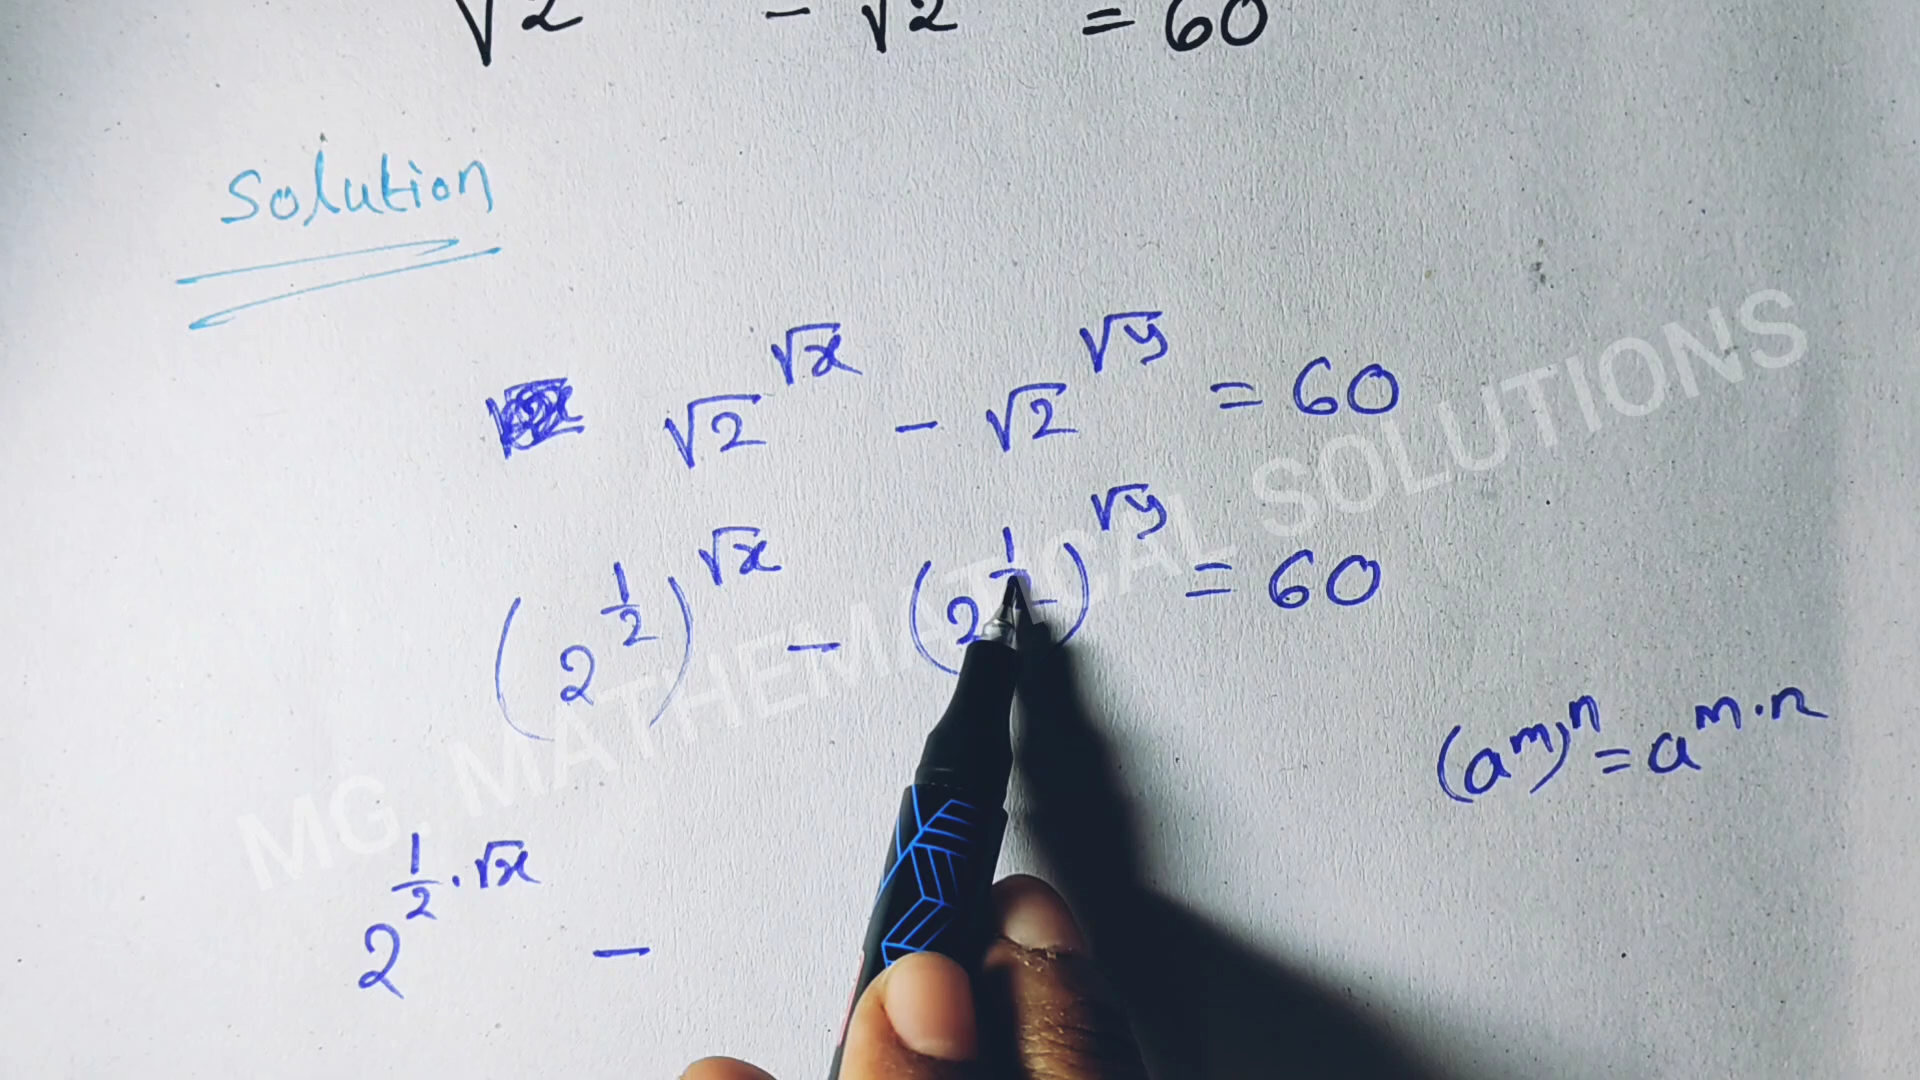 √2 - √2 = 60
Solution
√2^√x - √2^√y = 60
(2^1/2)^√x - (2^1/2)^√y = 60
(a^m)^n = a^m·n
2^1/2·√x -
MG. MATHEMATICAL SOLUTIONS